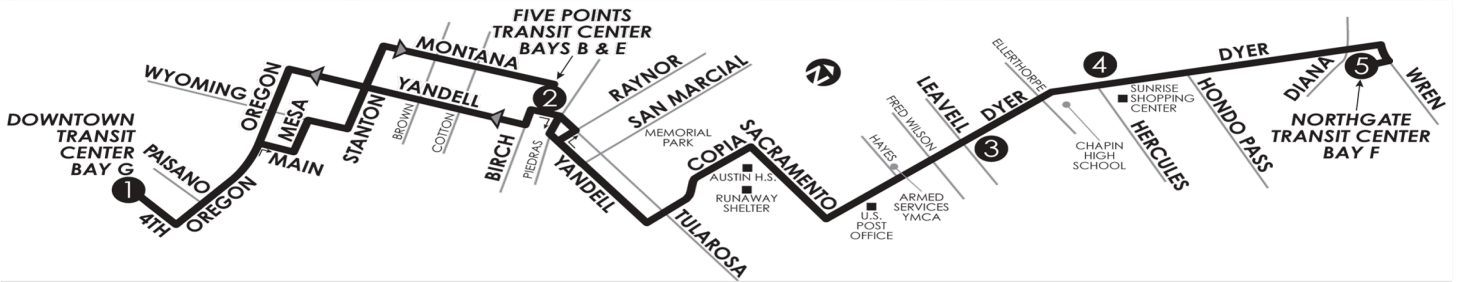 DOWNTOWN
TRANSIT
CENTER
BAY G
1
4TH
PAISANO
OREGON
WYOMING
OREGON
MESA
MAIN
STANTON
MONTANA
YANDELL
BROWN
COTTON
BIRCH
PIEDRAS
FIVE POINTS
TRANSIT CENTER
BAYS B & E
2
RAYNOR
SAN MARCIAL
MEMORIAL
PARK
YANDELL
TULAROSA
COPIA
SACRAMENTO
AUSTIN H.S.
RUNAWAY
SHELTER
N
U.S.
POST
OFFICE
HAYES
ARMED
SERVICES
YMCA
FRED WILSON
LEAVELL
3
DYER
ELLERTHORPE
CHAPIN
HIGH
SCHOOL
4
SUNRISE
SHOPPING
CENTER
HERCULES
DYER
HONDO PASS
DIANA
5
WREN
NORTHGATE
TRANSIT CENTER
BAY F